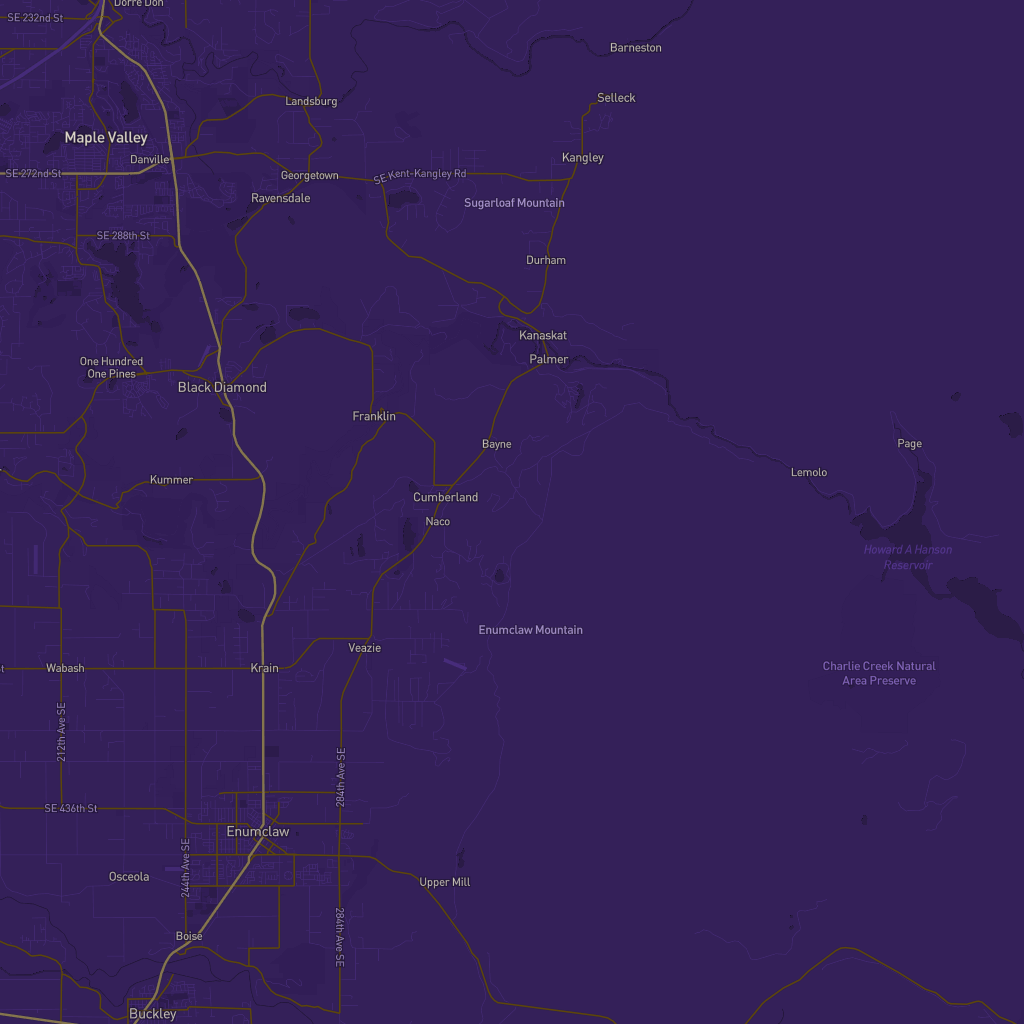 Dorre Don
SE 232nd St
Barneston
Selleck
Landsburg
Maple Valley
Danville
Kangley
SE 272nd St
Georgetown
SE Kent-Kangley Rd
Ravensdale
Sugarloaf Mountain
SE 288th St
Durham
Kanaskat
Palmer
One Hundred
One Pines
Black Diamond
Franklin
Bayne
Page
Lemolo
Kummer
Cumberland
Naco
Howard A Hanson
Reservoir
Enumclaw Mountain
Veazie
Wabash
Krain
Charlie Creek Natural
Area Preserve
212th Ave SE
284th Ave SE
SE 436th St
Enumclaw
244th Ave SE
Osceola
Upper Mill
Boise
284th Ave SE
Buckley